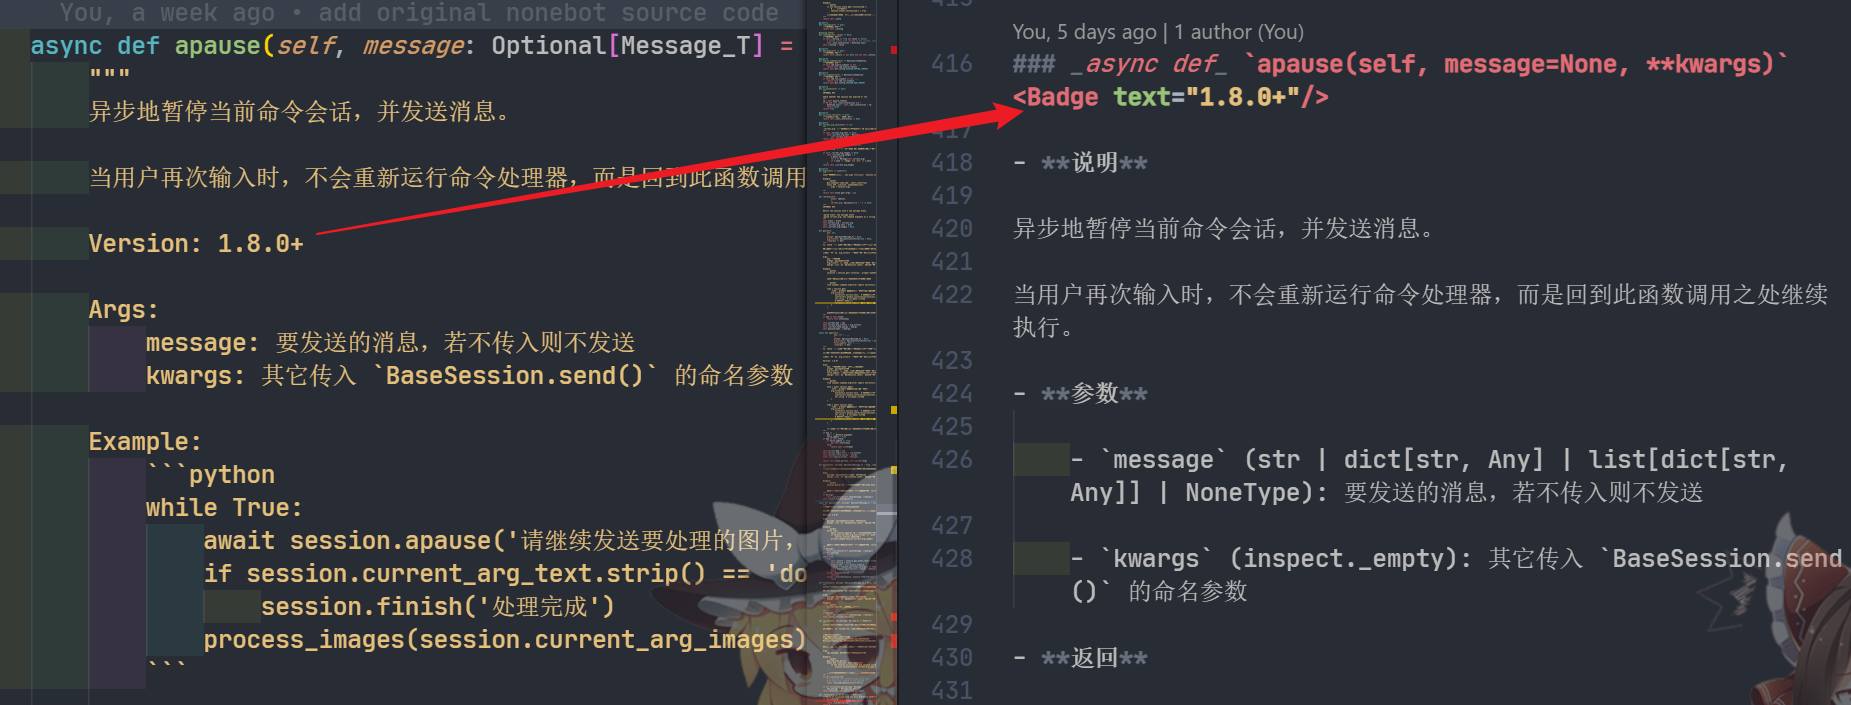 You, a week ago • add original nonebot source code
async def apause(self, message: Optional[Message_T] =
"""
异步地暂停当前命令会话，并发送消息。
当用户再次输入时，不会重新运行命令处理器，而是回到此函数调用
Version: 1.8.0+
Args:
message: 要发送的消息，若不传入则不发送
kwargs: 其它传入 `BaseSession.send()` 的命名参数
Example:
```python
while True:
await session.apause('请继续发送要处理的图片，
if session.current_arg_text.strip() == 'do
session.finish('处理完成')
process_images(session.current_arg_images)
```
415
You, 5 days ago | 1 author (You)
416 ### _async def_ `apause(self, message=None, **kwargs)`
<Badge text="1.8.0+"/>
417
418 - **说明**
419
420 异步地暂停当前命令会话，并发送消息。
421
422 当用户再次输入时，不会重新运行命令处理器，而是回到此函数调用之处继续
执行。
423
424 - **参数**
425
426 - `message` (str | dict[str, Any] | list[dict[str,
Any]] | NoneType): 要发送的消息，若不传入则不发送
427
428 - `kwargs` (inspect._empty): 其它传入 `BaseSession.send
()` 的命名参数
429
430 - **返回**
431